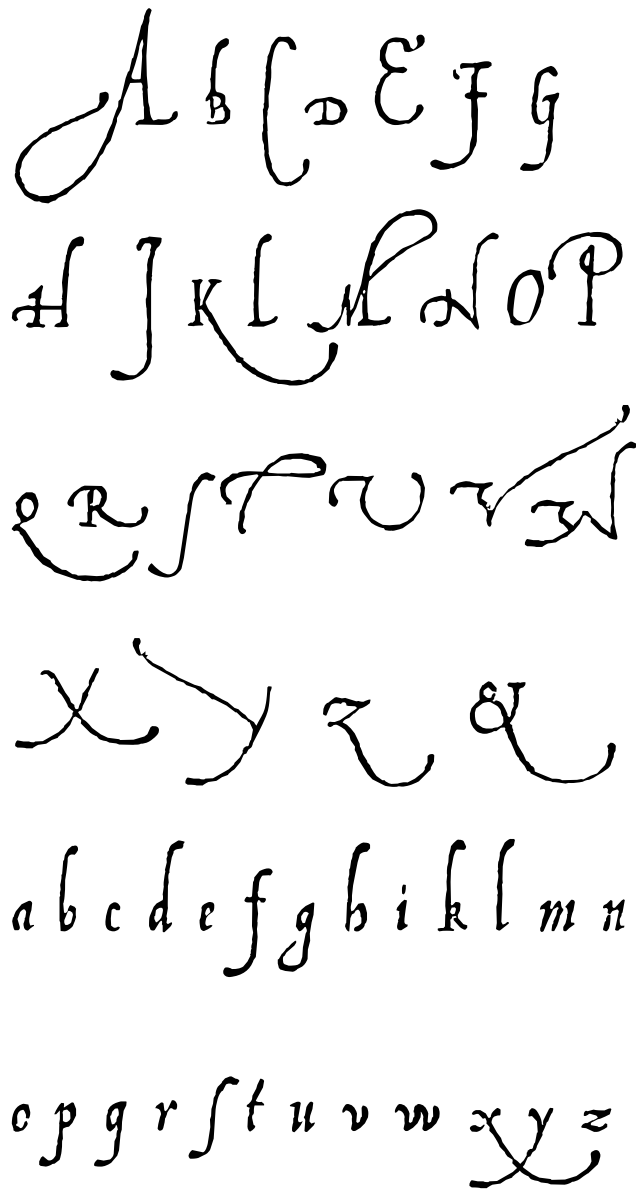 A B C D E F G
H J K L M N O P
Q R S T U V W
X Y Z &
a b c d e f g h i k l m n
o p q r ſ t u v w x y z